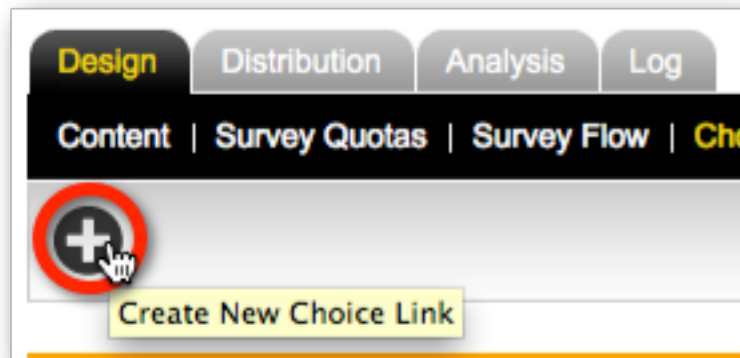 Design Distribution Analysis Log
Content | Survey Quotas | Survey Flow |
Create New Choice Link